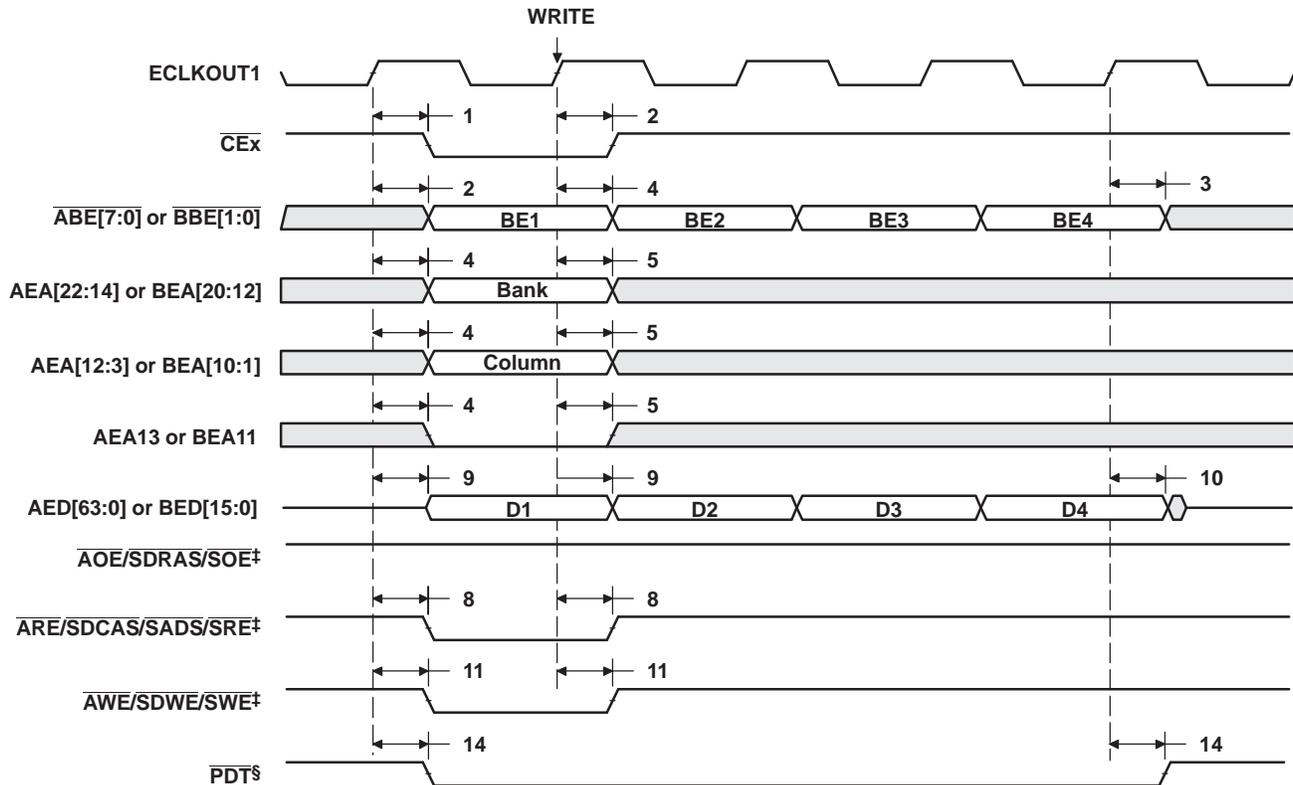 WRITE
ECLKOUT1
1 2
CEx
2 4 3
ABE[7:0] or BBE[1:0] BE1 BE2 BE3 BE4
4 5
AEA[22:14] or BEA[20:12] Bank
4 5
AEA[12:3] or BEA[10:1] Column
4 5
AEA13 or BEA11
9 9 10
AED[63:0] or BED[15:0] D1 D2 D3 D4
AOE/SDRAS/SOE‡
8 8
ARE/SDCAS/SADS/SRE‡
11 11
AWE/SDWE/SWE‡
14 14
PDT§